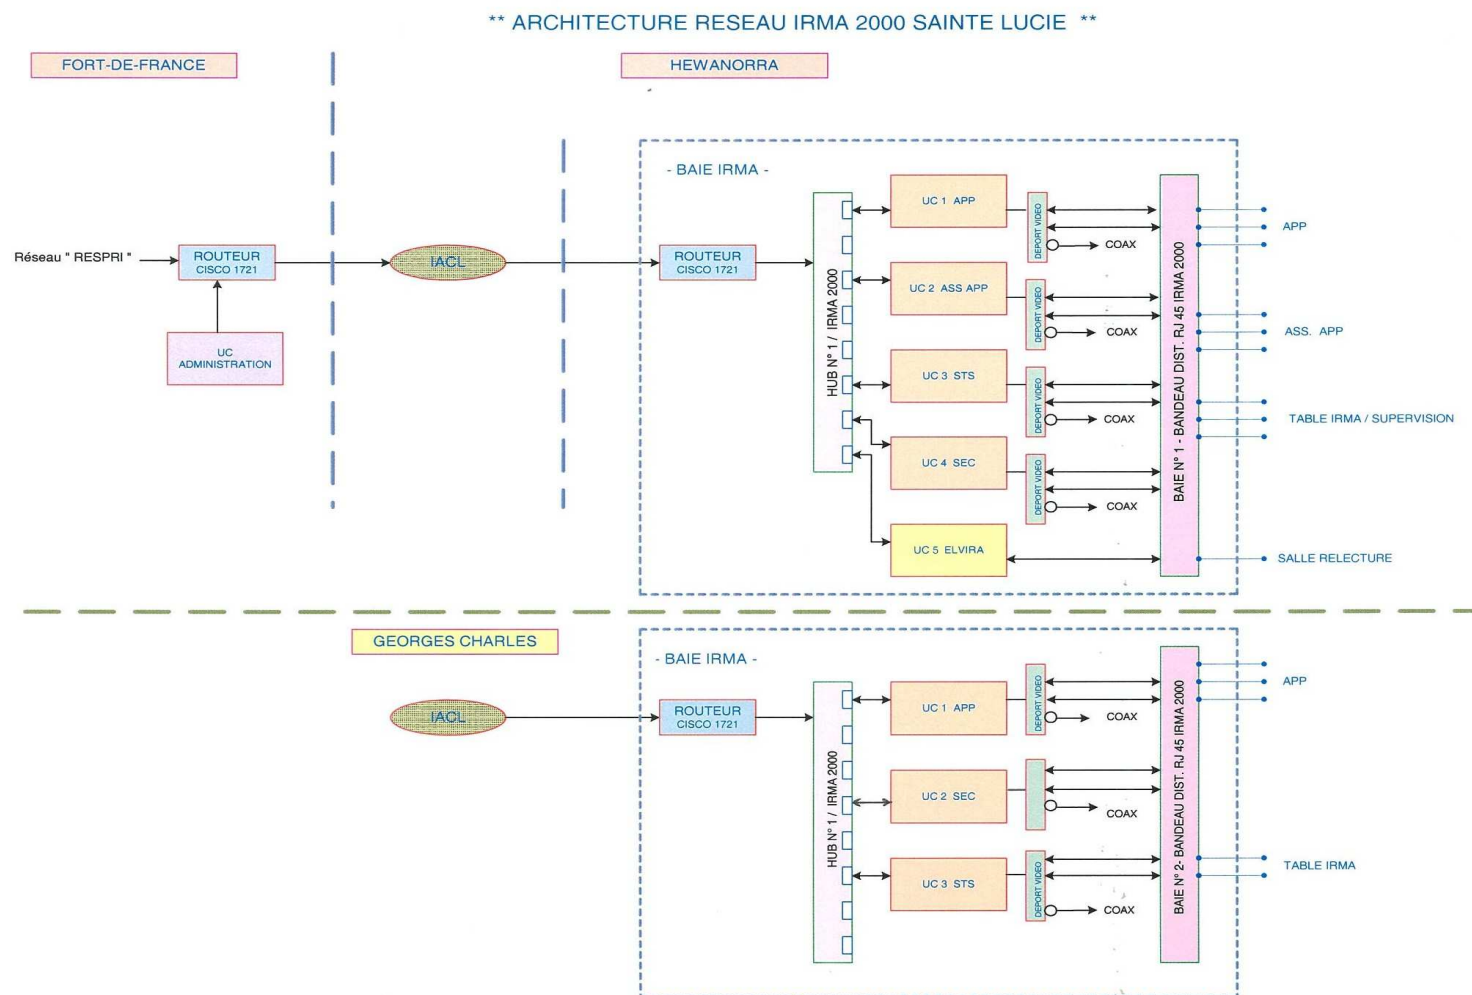 ** ARCHITECTURE RESEAU IRMA 2000 SAINTE LUCIE **
FORT-DE-FRANCE
HEWANORRA
- BAIE IRMA -
Réseau " RESPRI "
ROUTEUR
CISCO 1721
UC
ADMINISTRATION
IACL
ROUTEUR
CISCO 1721
HUB N° 1 / IRMA 2000
UC 1 APP
DEPORT VIDEO
COAX
UC 2 ASS APP
DEPORT VIDEO
COAX
UC 3 STS
DEPORT VIDEO
COAX
UC 4 SEC
DEPORT VIDEO
COAX
UC 5 ELVIRA
BAIE N° 1 - BANDEAU DIST. RJ 45 IRMA 2000
APP
ASS. APP
TABLE IRMA / SUPERVISION
SALLE RELECTURE
GEORGES CHARLES
- BAIE IRMA -
IACL
ROUTEUR
CISCO 1721
HUB N° 1 / IRMA 2000
UC 1 APP
DEPORT VIDEO
COAX
UC 2 SEC
COAX
UC 3 STS
DEPORT VIDEO
COAX
BAIE N° 2- BANDEAU DIST. RJ 45 IRMA 2000
APP
TABLE IRMA